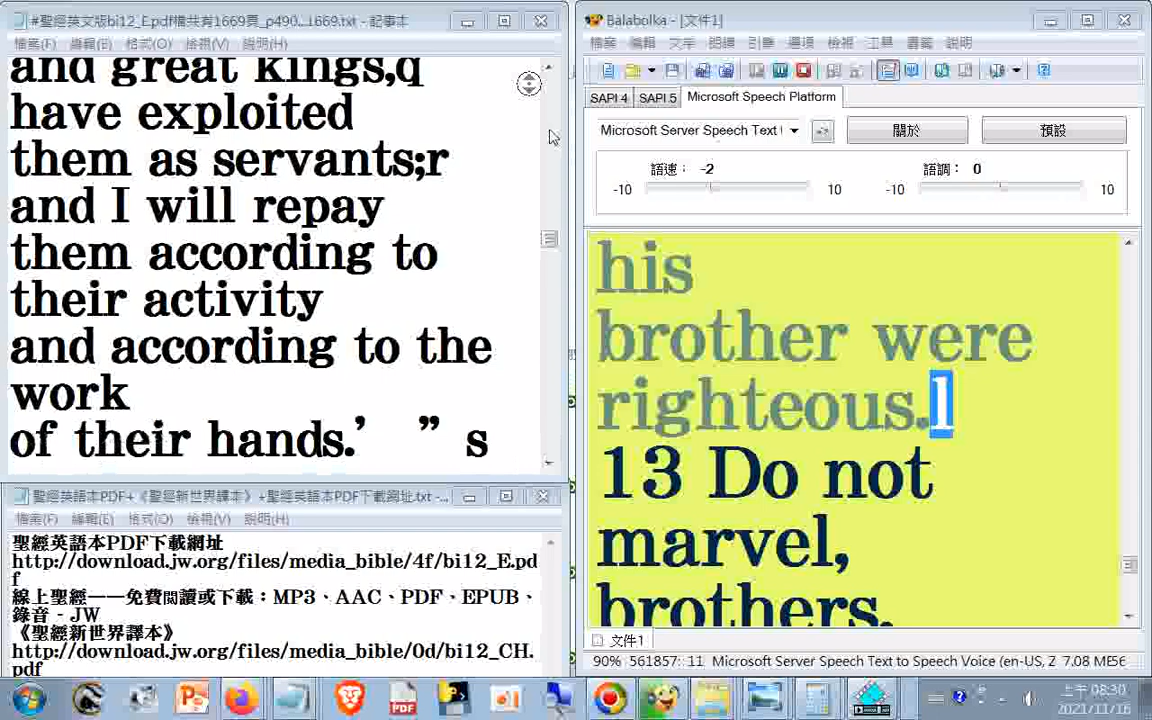 #聖經英文版bi12_E.pdf檔共有1669頁_p490...1669.txt - 記事本
檔案(F) 編輯(E) 格式(O) 檢視(V) 說明(H)
and great kings,q
have exploited
them as servants;r
and I will repay
them according to
their activity
and according to the
work
of their hands.’ ”s
聖經英語本PDF+《聖經新世界譯本》+聖經英語本PDF下載網址.txt - ...
檔案(F) 編輯(E) 格式(O) 檢視(V) 說明(H)
聖經英語本PDF下載網址
http://download.jw.org/files/media_bible/4f/bi12_E.pd
f
線上聖經——免費閱讀或下載：MP3、AAC、PDF、EPUB、
錄音 - JW
《聖經新世界譯本》
http://download.jw.org/files/media_bible/0d/bi12_CH.
pdf
Balabolka - [文件1]
檔案 編輯 文字 朗讀 引擎 選項 檢視 工具 書籤 說明
SAPI 4 SAPI 5 Microsoft Speech Platform
Microsoft Server Speech Text
關於 預設
語速： -2 語調： 0
-10 10 -10 10
his
brother were
righteous.l
13 Do not
marvel,
brothers,
文件1
90% 561857: 11 Microsoft Server Speech Text to Speech Voice (en-US, Z 7.08 ME56
PDF
上午 08:30
2021/11/16